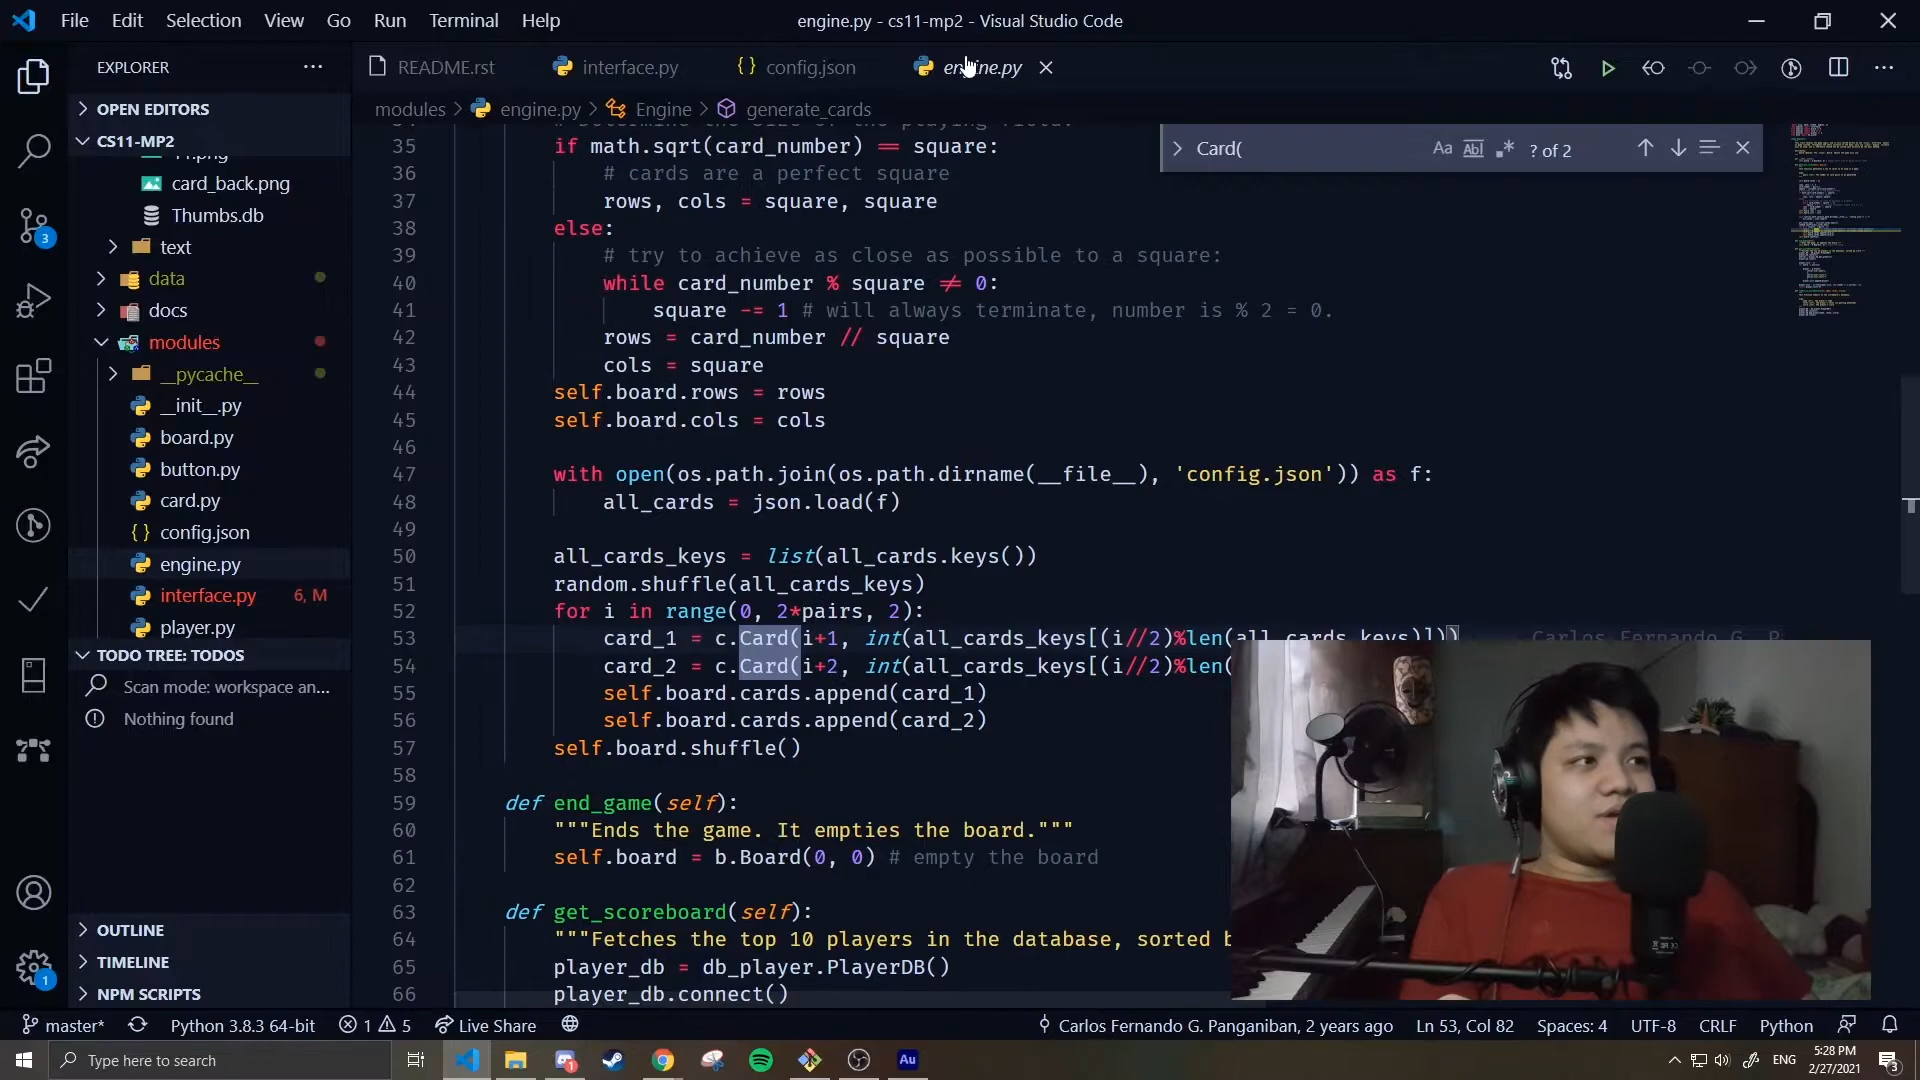 File Edit Selection View Go Run Terminal Help
engine.py - cs11-mp2 - Visual Studio Code
EXPLORER
README.rst
interface.py
config.json
engine.py
OPEN EDITORS
modules > engine.py > Engine > generate_cards
CS11-MP2
card_back.png
Thumbs.db
text
data
docs
modules
__pycache__
__init__.py
board.py
button.py
card.py
config.json
engine.py
interface.py 6, M
player.py
TODO TREE: TODOS
Scan mode: workspace an...
Nothing found
OUTLINE
TIMELINE
NPM SCRIPTS
Card(
Aa Abl .* ? of 2
35 if math.sqrt(card_number) == square:
36 # cards are a perfect square
37 rows, cols = square, square
38 else:
39 # try to achieve as close as possible to a square:
40 while card_number % square ≠ 0:
41 square -= 1 # will always terminate, number is % 2 = 0.
42 rows = card_number // square
43 cols = square
44 self.board.rows = rows
45 self.board.cols = cols
46
47 with open(os.path.join(os.path.dirname(__file__), 'config.json')) as f:
48 all_cards = json.load(f)
49
50 all_cards_keys = list(all_cards.keys())
51 random.shuffle(all_cards_keys)
52 for i in range(0, 2*pairs, 2):
53 card_1 = c.Card(i+1, int(all_cards_keys[(i//2)%len(all_cards_keys)])) Carlos Fernando G. P
54 card_2 = c.Card(i+2, int(all_cards_keys[(i//2)%len(
55 self.board.cards.append(card_1)
56 self.board.cards.append(card_2)
57 self.board.shuffle()
58
59 def end_game(self):
60 """Ends the game. It empties the board."""
61 self.board = b.Board(0, 0) # empty the board
62
63 def get_scoreboard(self):
64 """Fetches the top 10 players in the database, sorted b
65 player_db = db_player.PlayerDB()
66 player_db.connect()
3
1
master* Python 3.8.3 64-bit 1 5 Live Share
Carlos Fernando G. Panganiban, 2 years ago Ln 53, Col 82 Spaces: 4 UTF-8 CRLF Python
Type here to search
Au
ENG
5:28 PM
2/27/2021
3